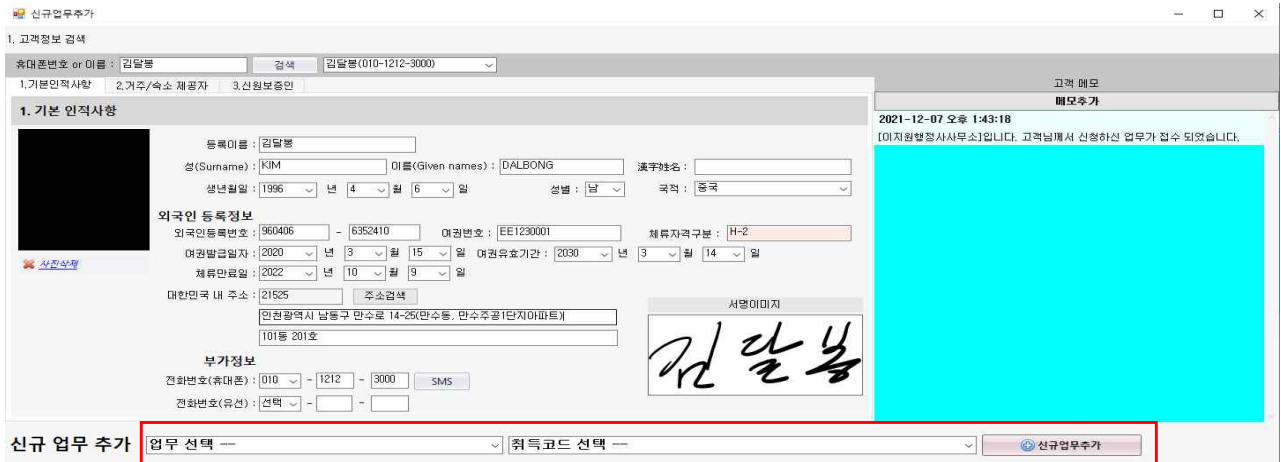 신규업무추가
1. 고객정보 검색
휴대폰번호 or 이름 : 김달봉 검색 김달봉(010-1212-3000)
1.기본인적사항 2.거주/숙소 제공자 3.신원보증인
고객 메모
메모추가
1. 기본 인적사항
2021-12-07 오후 1:43:18
[이지원행정사사무소]입니다. 고객님께서 신청하신 업무가 접수 되었습니다.
등록이름 : 김달봉
성(Surname) : KIM 이름(Given names) : DALBONG 漢字姓名 :
생년월일 : 1996 년 4 월 6 일 성별 : 남 국적 : 중국
외국인 등록정보
외국인등록번호 : 960406 - 6352410 여권번호 : EE1230001 체류자격구분 : H-2
여권발급일자 : 2020 년 3 월 15 일 여권유효기간 : 2030 년 3 월 14 일
사진삭제
체류만료일 : 2022 년 10 월 9 일
대한민국 내 주소 : 21525 주소검색
서명이미지
인천광역시 남동구 만수로 14-25(만수동, 만수주공1단지아파트)
101동 201호
김달봉
부가정보
전화번호(휴대폰) : 010 - 1212 - 3000 SMS
전화번호(유선) : 선택 - -
신규 업무 추가 업무 선택 -- 취득코드 선택 -- 신규업무추가